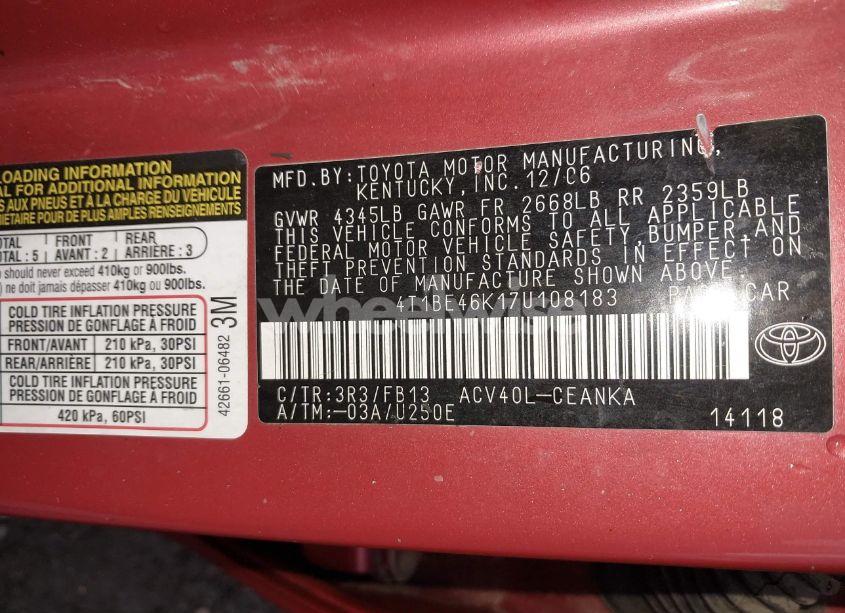 LOADING INFORMATION
AL FOR ADDITIONAL INFORMATION
AUX PNEUS ET À LA CHARGE DU VÉHICULE
RIÉTAIRE POUR DE PLUS AMPLES RENSEIGNEMENTS
TOTAL : 5
FRONT AVANT : 2
REAR ARRIÈRE : 3
should never exceed 410kg or 900lbs.
ne doit jamais dépasser 410kg ou 900lbs.
COLD TIRE INFLATION PRESSURE
PRESSION DE GONFLAGE À FROID
FRONT/AVANT 210 kPa, 30PSI
REAR/ARRIÈRE 210 kPa, 30PSI
COLD TIRE INFLATION PRESSURE
PRESSION DE GONFLAGE À FROID
420 kPa, 60PSI
42661-06482 3M
MFD.BY:TOYOTA MOTOR MANUFACTURING,
KENTUCKY,INC.12/C6
GVWR 4345LB GAWR FR 2668LB RR 2359LB
THIS VEHICLE CONFORMS TO ALL APPLICABLE
FEDERAL MOTOR VEHICLE SAFETY,BUMPER,AND
THEFT PREVENTION STANDARDS IN EFFECT ON
THE DATE OF MANUFACTURE SHOWN ABOVE.
4T1BE46K17U108183 PASS.CAR
C/TR:3R3/FB13 ACV40L-CEANKA
A/TM:-03A/U250E 14118
wheelwise